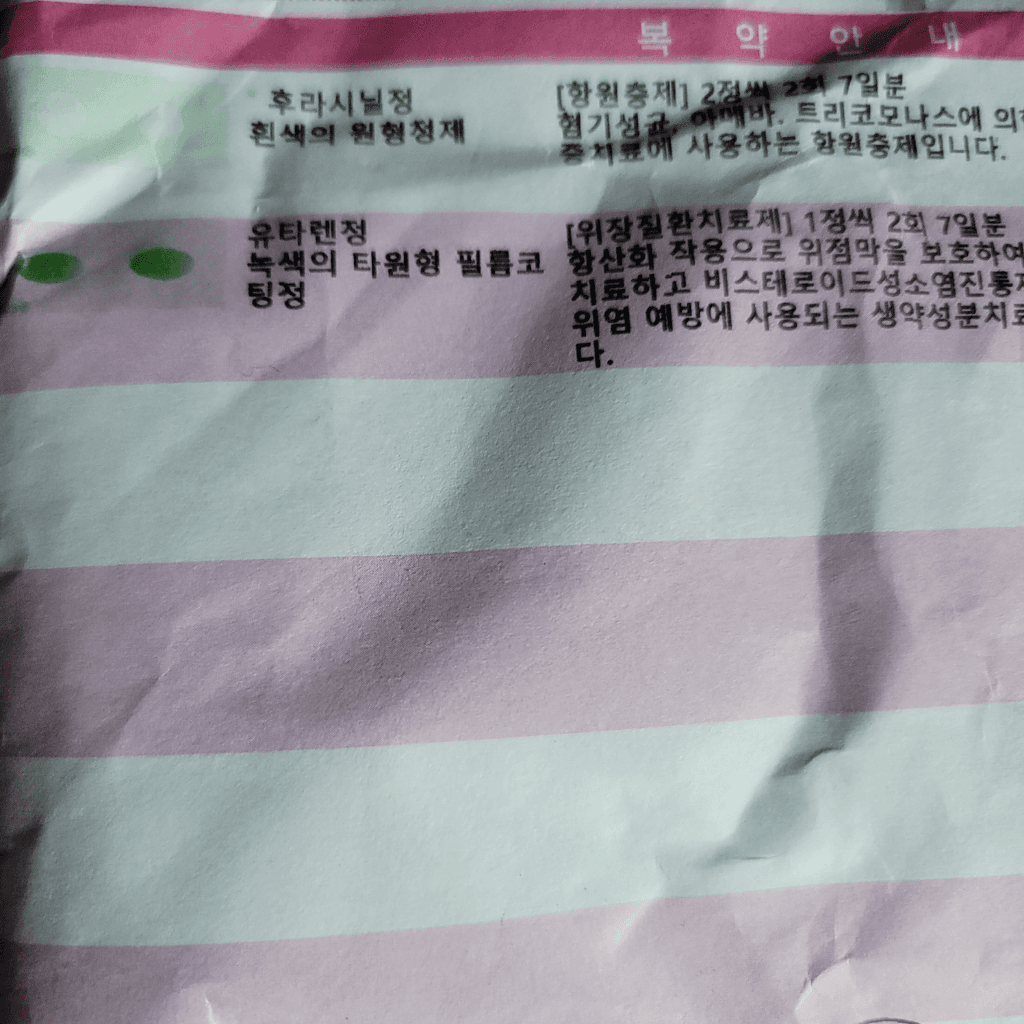 복 약 안 내
후라시닐정
흰색의 원형정제
[항원충제] 2정씩 2회 7일분
혐기성균, 아메바. 트리코모나스에 의한
증치료에 사용하는 항원충제입니다.
유타렌정
녹색의 타원형 필름코
팅정
[위장질환치료제] 1정씩 2회 7일분
항산화 작용으로 위점막을 보호하여
치료하고 비스테로이드성소염진통제
위염 예방에 사용되는 생약성분치료
다.